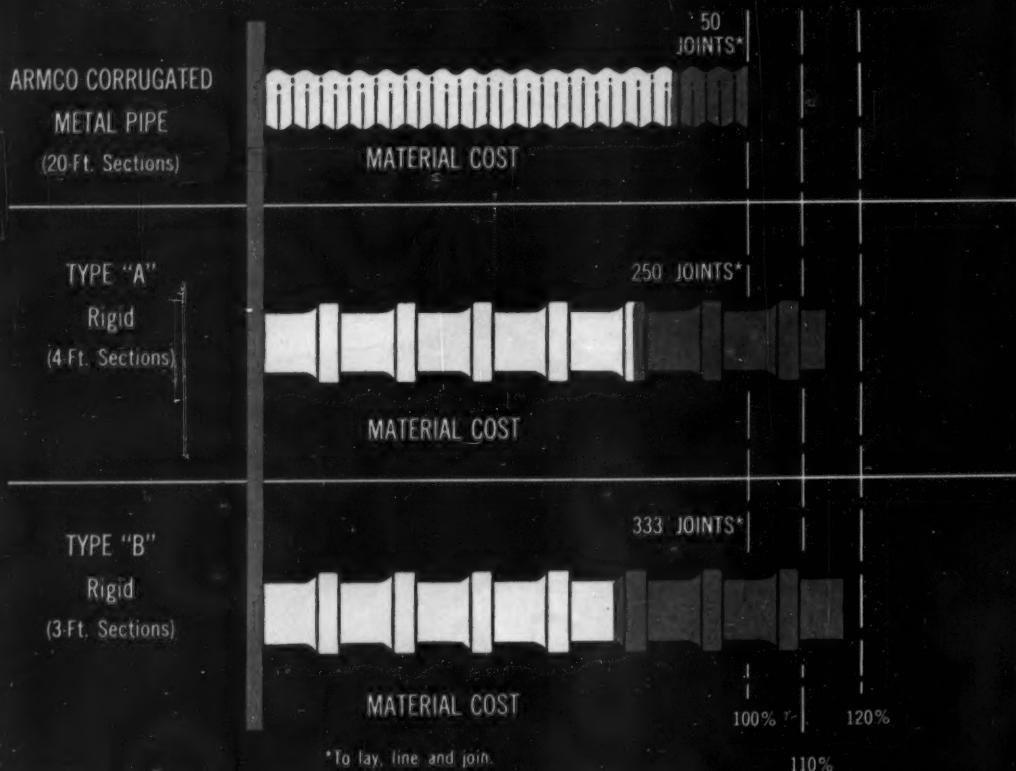 50
JOINTS*
ARMCO CORRUGATED
METAL PIPE
(20-Ft. Sections)
MATERIAL COST
TYPE "A"
Rigid
(4-Ft. Sections)
250 JOINTS*
MATERIAL COST
TYPE "B"
Rigid
(3-Ft. Sections)
333 JOINTS*
MATERIAL COST
100%
120%
110%
*To lay, line and join.